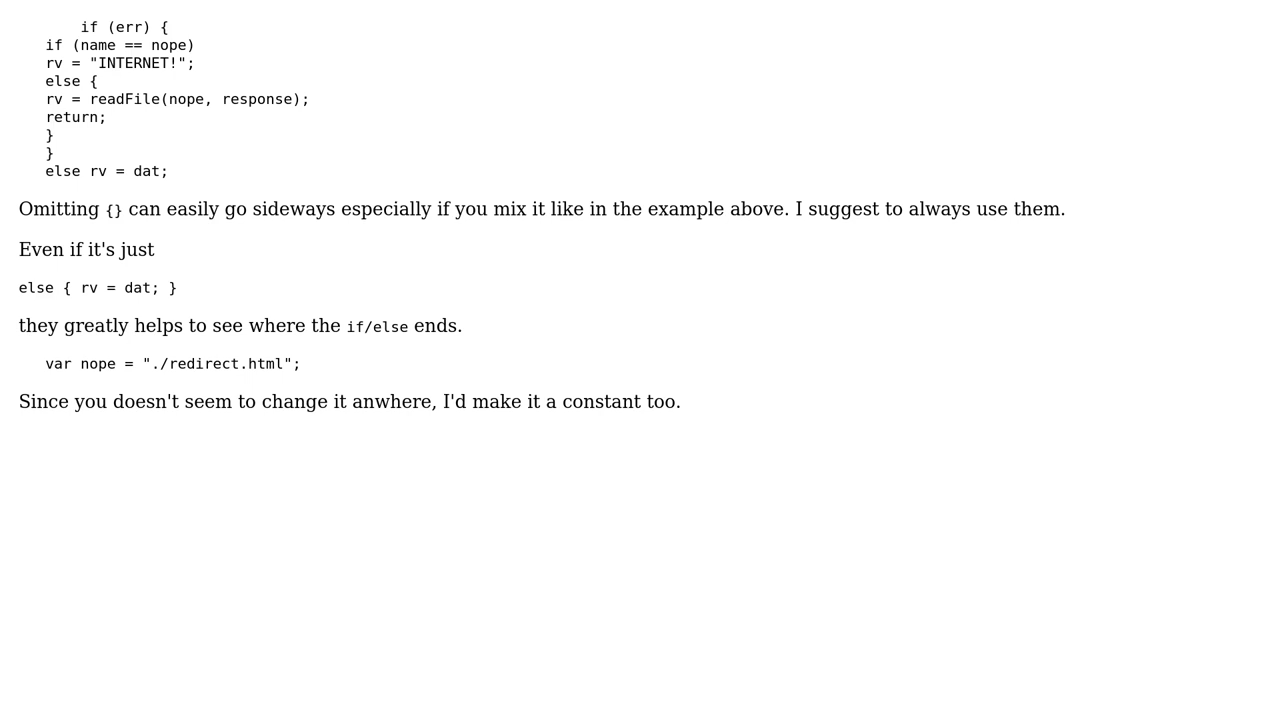 if (err) {
if (name == nope)
rv = "INTERNET!";
else {
rv = readFile(nope, response);
return;
}
}
else rv = dat;
Omitting {} can easily go sideways especially if you mix it like in the example above. I suggest to always use them.
Even if it's just
else { rv = dat; }
they greatly helps to see where the if/else ends.
var nope = "./redirect.html";
Since you doesn't seem to change it anwhere, I'd make it a constant too.